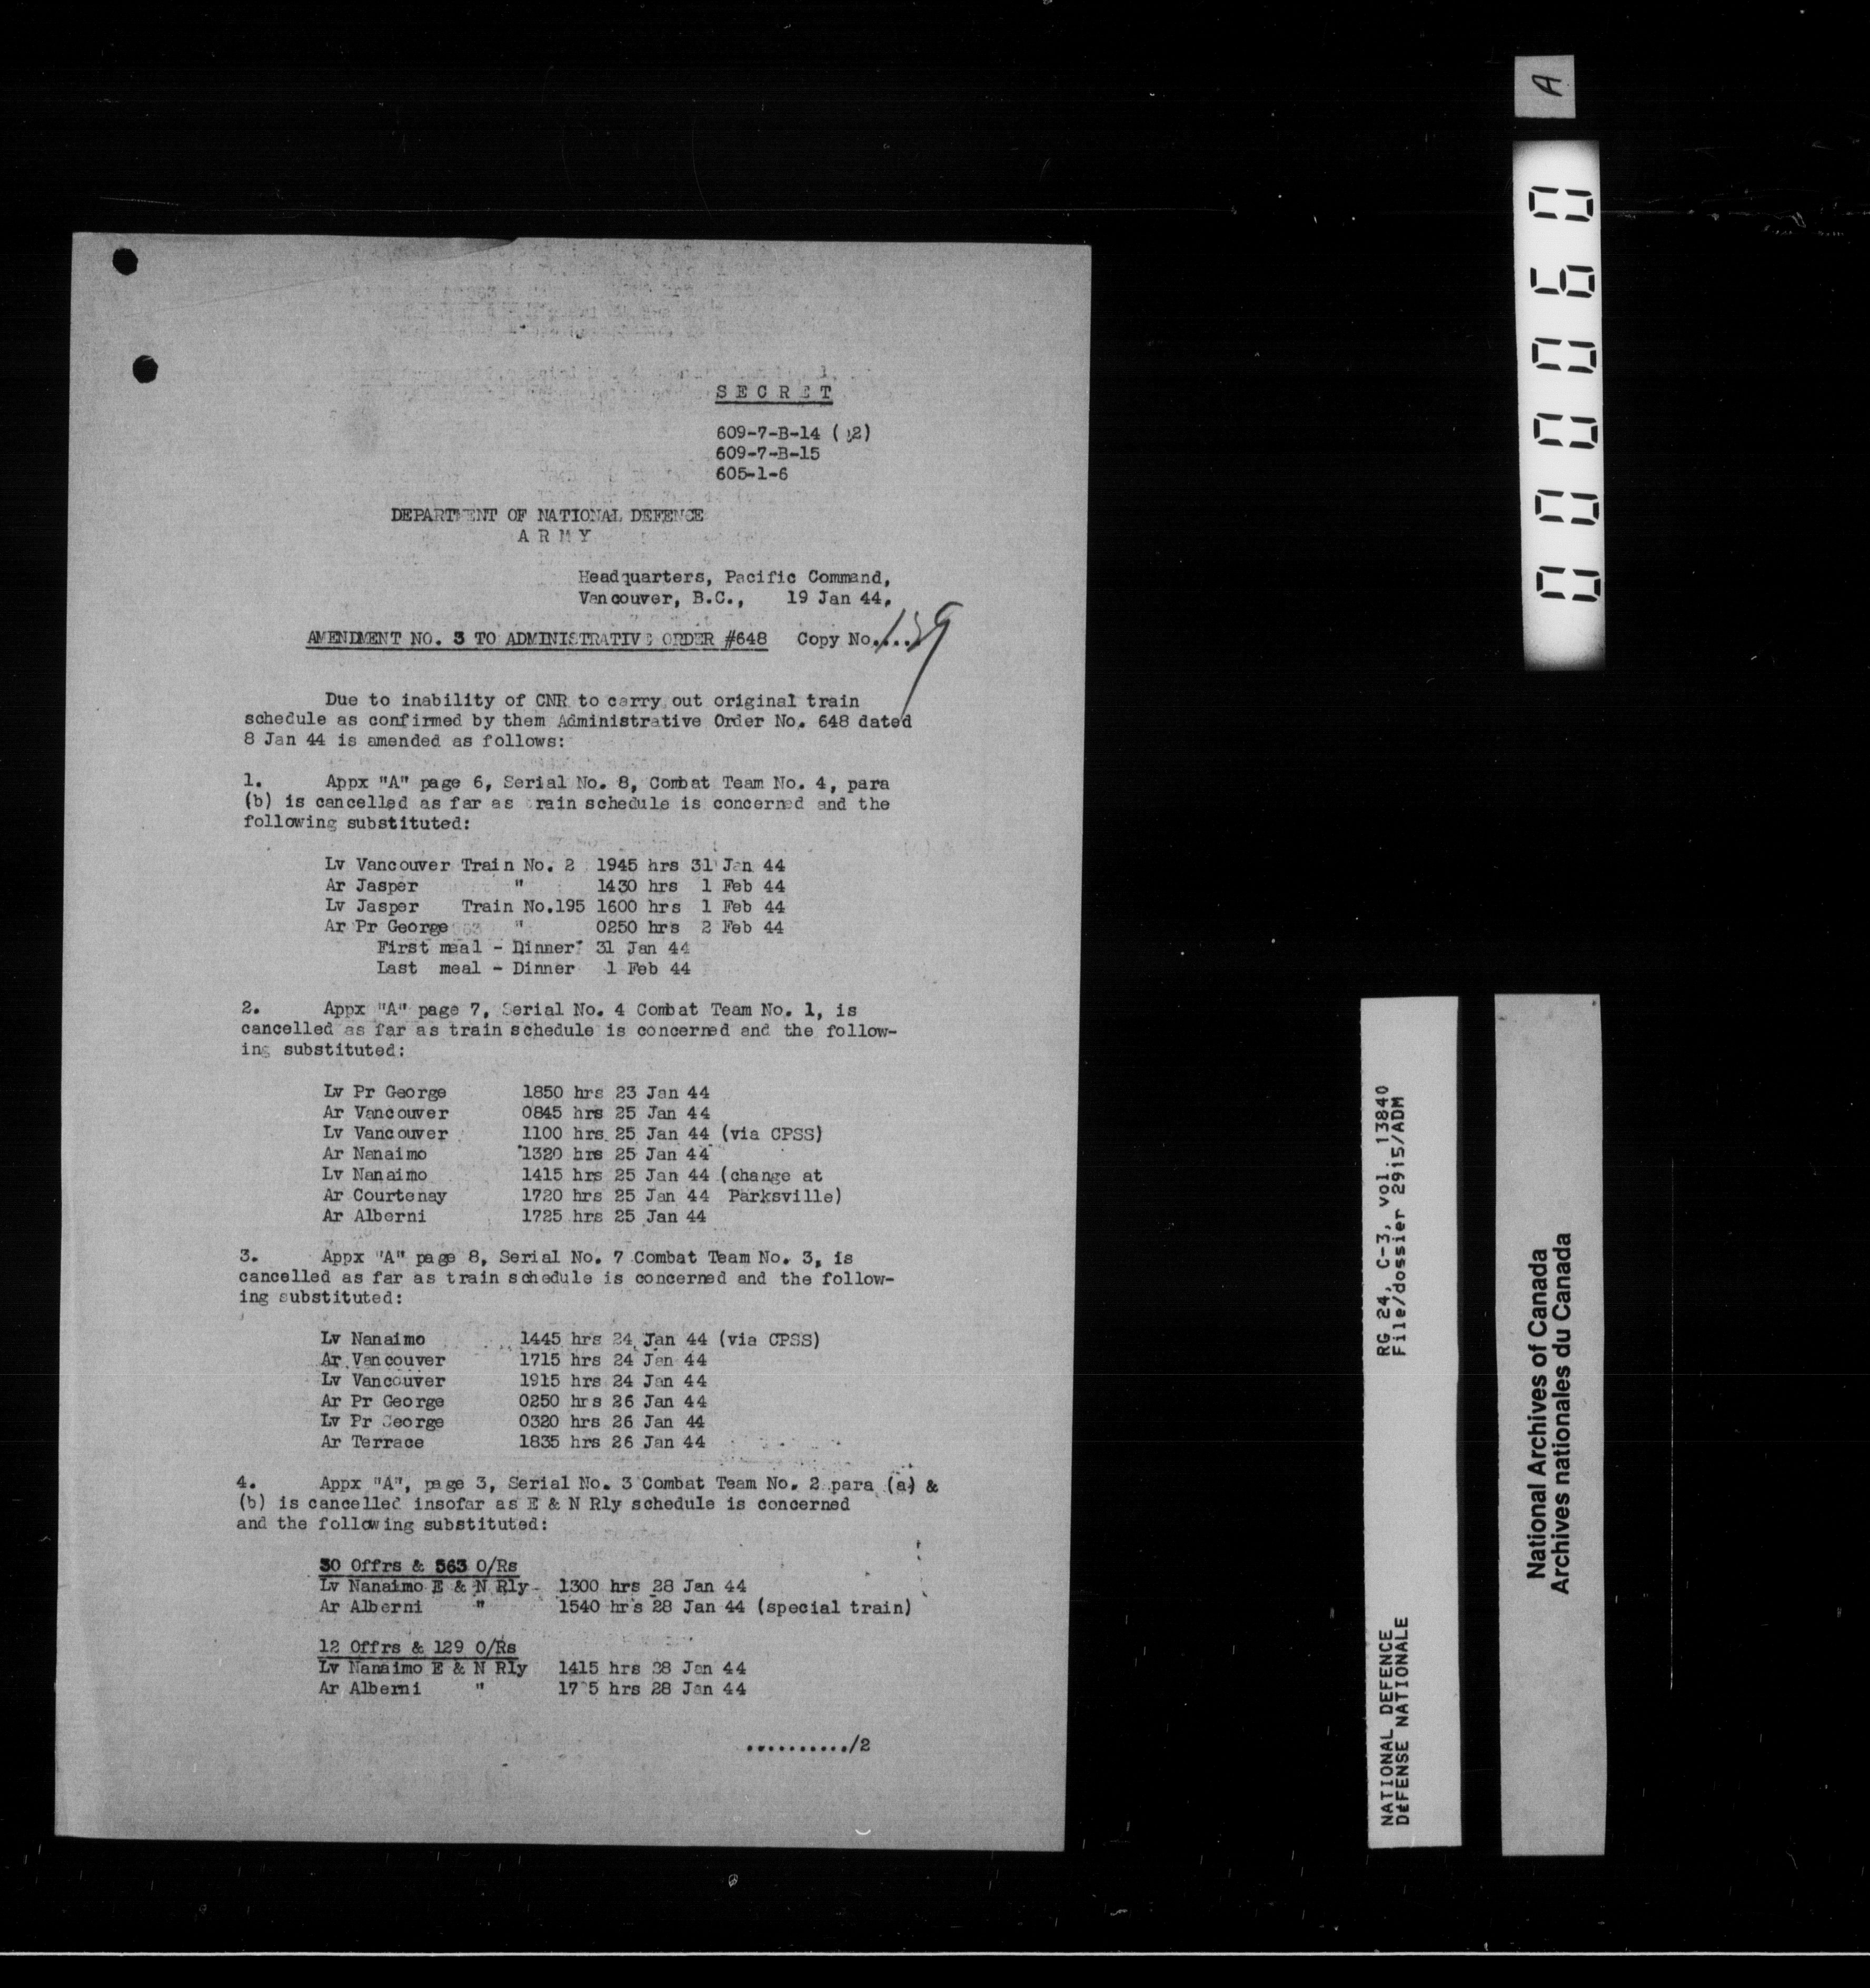 S E C R E T
609-7-B-14 ( 2)
609-7-B-15
605-1-6
DEPARTMENT OF NATIONAL DEFENCE
A R M Y
Headquarters, Pacific Command,
Vancouver, B.C., 19 Jan 44.
AMENDMENT NO. 3 TO ADMINISTRATIVE ORDER #648 Copy No.... 139
Due to inability of CNR to carry out original train
schedule as confirmed by them Administrative Order No. 648 dated
8 Jan 44 is amended as follows:
1. Appx "A" page 6, Serial No. 8, Combat Team No. 4, para
(b) is cancelled as far as train schedule is concerned and the
following substituted:
Lv Vancouver Train No. 2 1945 hrs 31 Jan 44
Ar Jasper " 1430 hrs 1 Feb 44
Lv Jasper Train No.195 1600 hrs 1 Feb 44
Ar Pr George " 0250 hrs 2 Feb 44
First meal - Dinner 31 Jan 44
Last meal - Dinner 1 Feb 44
2. Appx "A" page 7, Serial No. 4 Combat Team No. 1, is
cancelled as far as train schedule is concerned and the follow-
ing substituted:
Lv Pr George 1850 hrs 23 Jan 44
Ar Vancouver 0845 hrs 25 Jan 44
Lv Vancouver 1100 hrs 25 Jan 44 (via CPSS)
Ar Nanaimo 1320 hrs 25 Jan 44
Lv Nanaimo 1415 hrs 25 Jan 44 (change at
Ar Courtenay 1720 hrs 25 Jan 44 Parksville)
Ar Alberni 1725 hrs 25 Jan 44
3. Appx "A" page 8, Serial No. 7 Combat Team No. 3, is
cancelled as far as train schedule is concerned and the follow-
ing substituted:
Lv Nanaimo 1445 hrs 24 Jan 44 (via CPSS)
Ar Vancouver 1715 hrs 24 Jan 44
Lv Vancouver 1915 hrs 24 Jan 44
Ar Pr George 0250 hrs 26 Jan 44
Lv Pr George 0320 hrs 26 Jan 44
Ar Terrace 1835 hrs 26 Jan 44
4. Appx "A", page 3, Serial No. 3 Combat Team No. 2 para (a) &
(b) is cancelled insofar as E & N Rly schedule is concerned
and the following substituted:
30 Offrs & 563 O/Rs
Lv Nanaimo E & N Rly 1300 hrs 28 Jan 44
Ar Alberni " 1540 hrs 28 Jan 44 (special train)
12 Offrs & 129 O/Rs
Lv Nanaimo E & N Rly 1415 hrs 28 Jan 44
Ar Alberni " hrs 28 Jan 44
........../2
A
000060
RG 24, C-3, vol. 13840
File/dossier 2915/ADM
NATIONAL DEFENCE
DéFENSE NATIONALE
National Archives of Canada
Archives nationales du Canada